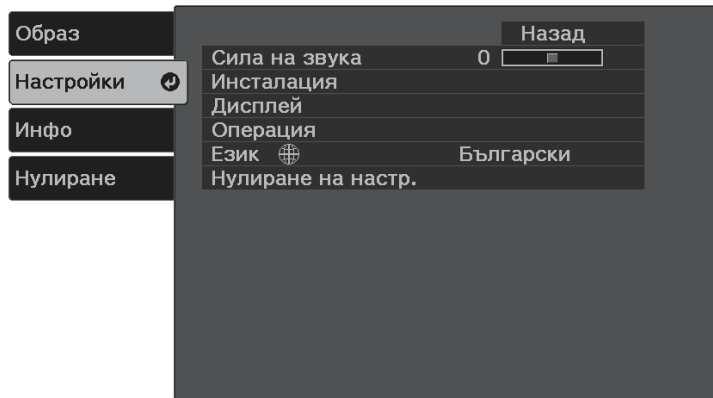 Образ
Настройки
Инфо
Нулиране
Назад
Сила на звука 0
Инсталация
Дисплей
Операция
Език Български
Нулиране на настр.